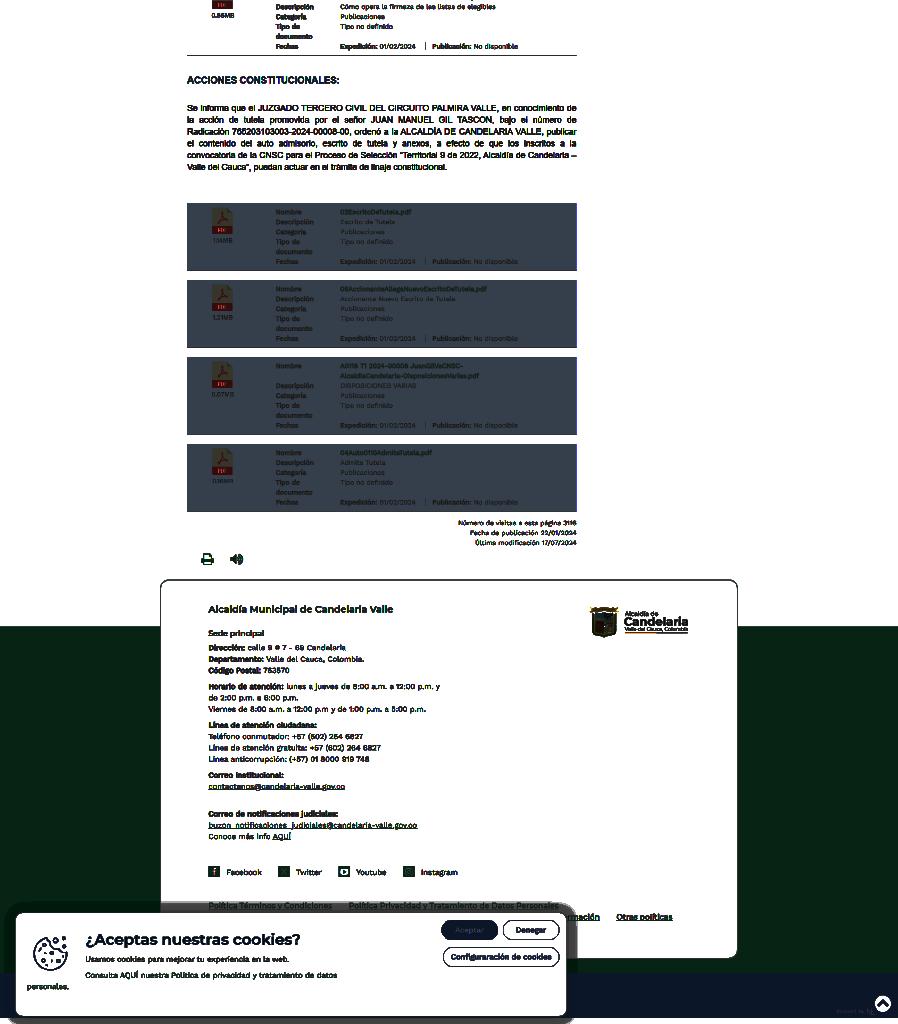 Descripción Cómo opera la firmeza de las listas de elegibles
0.86MB Categoría Publicaciones
Tipo de documento Tipo no definido
Fechas Expedición: 01/02/2024 | Publicación: No disponible
ACCIONES CONSTITUCIONALES:
Se informa que el JUZGADO TERCERO CIVIL DEL CIRCUITO PALMIRA VALLE, en conocimiento de
la acción de tutela promovida por el señor JUAN MANUEL GIL TASCON, bajo el número de
Radicación 765203103003-2024-00008-00, ordenó a la ALCALDÍA DE CANDELARIA VALLE, publicar
el contenido del auto admisorio, escrito de tutela y anexos, a efecto de que los inscritos a la
convocatoria de la CNSC para el Proceso de Selección "Territorial 9 de 2022, Alcaldía de Candelaria –
Valle del Cauca", puedan actuar en el trámite de linaje constitucional.
PDF
Nombre 03EscritoDeTutela.pdf
Descripción Escrito de Tutela
Categoría Publicaciones
Tipo de documento Tipo no definido
Fechas Expedición: 01/02/2024 | Publicación: No disponible
PDF
1.21MB
Nombre 06AccionanteAllegaNuevoEscritoDeTutela.pdf
Descripción Accionante Nuevo Escrito de Tutela
Categoría Publicaciones
Tipo de documento Tipo no definido
Fechas Expedición: 01/02/2024 | Publicación: No disponible
PDF
0.07MB
Nombre A0116 T1 2024-00008 JuanGilVsCNSC-
AlcaldiaCandelaria-DisposicionesVarias.pdf
Descripción DISPOSICIONES VARIAS
Categoría Publicaciones
Tipo de documento Tipo no definido
Fechas Expedición: 01/02/2024 | Publicación: No disponible
PDF
Nombre 04Auto0110AdmiteTutela.pdf
Descripción Admite Tutela
Categoría Publicaciones
Tipo de documento Tipo no definido
Fechas Expedición: 01/02/2024 | Publicación: No disponible
Número de visitas a esta página 3116
Fecha de publicación 22/01/2024
Última modificación 17/07/2024
Alcaldía Municipal de Candelaria Valle
Alcaldía de
Candelaria
Valle del Cauca, Colombia
Sede principal
Dirección: calle 9 # 7 - 69 Candelaria
Departamento: Valle del Cauca, Colombia.
Código Postal: 763570
Horario de atención: lunes a jueves de 8:00 a.m. a 12:00 p.m. y
de 2:00 p.m. a 6:00 p.m.
Viernes de 8:00 a.m. a 12:00 p.m y de 1:00 p.m. a 5:00 p.m.
Línea de atención ciudadana:
Teléfono conmutador: +57 (602) 264 6827
Línea de atención gratuita: +57 (602) 264 6827
Línea anticorrupción: (+57) 01 8000 919 748
Correo institucional:
contactenos@candelaria-valle.gov.co
Correo de notificaciones judiciales:
buzon_notificaciones_judiciales@candelaria-valle.gov.co
Conoce más info AQUÍ
Facebook Twitter Youtube Instagram
Política Términos y Condiciones Política Privacidad y Tratamiento de Datos Personales
rmación Otras políticas
¿Aceptas nuestras cookies?
Usamos cookies para mejorar tu experiencia en la web.
Consulta AQUÍ nuestra Política de privacidad y tratamiento de datos
personales.
Aceptar Denegar
Configuraración de cookies